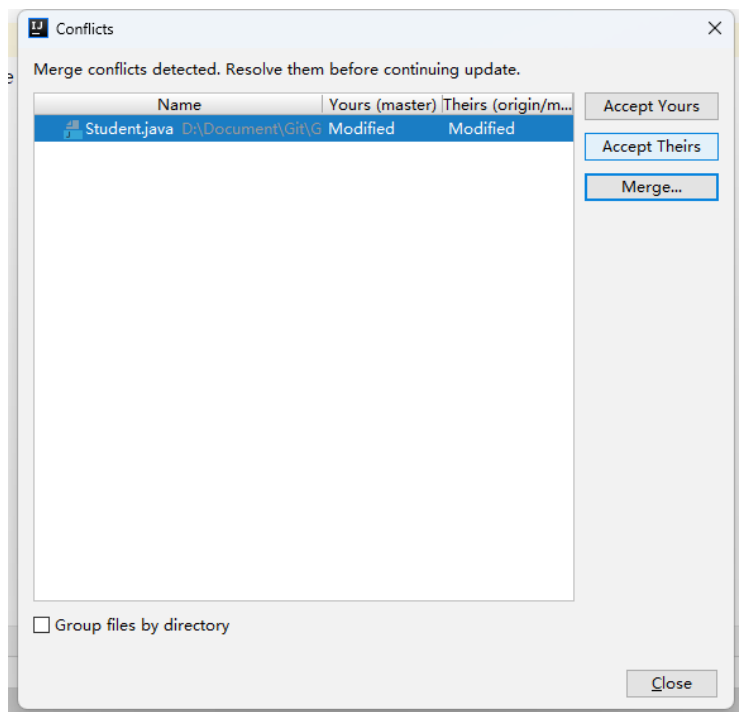 Conflicts
Merge conflicts detected. Resolve them before continuing update.
Name Yours (master) Theirs (origin/m...
Student.java D:\Document\Git\G Modified Modified
Accept Yours
Accept Theirs
Merge...
Group files by directory
Close